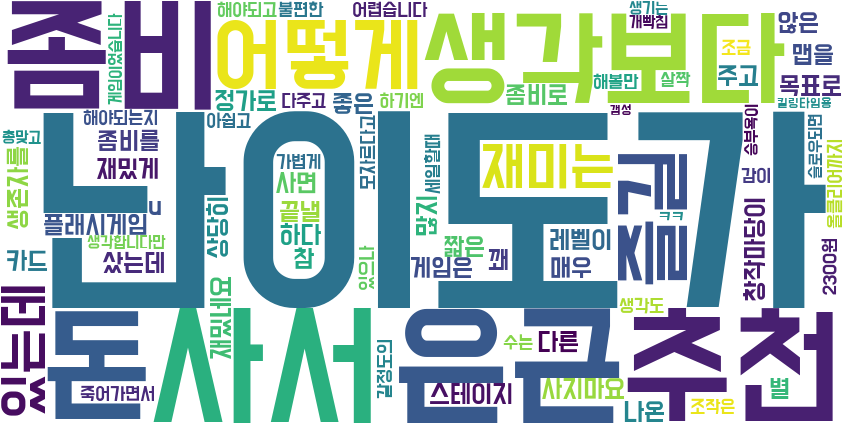 좀비
어떻게
생각보다
난이도가
재미는
즐길
있는데
돈
사서
은근
추천
해야되고
불편한
어렵습니다
생기는
개빡침
게임이었습니다
정가로
다주고
좋은
하기엔
좀비로
해볼만
살짝
조금
주고
않은
맵을
목표로
킬링타임용
갬성
승부욕이
슬로우되면
해야되는지
아쉽고
총맞고
좀비를
재밌게
생존자를
u
플래시게임
생각합니다만
상당히
카드
샀는데
가볍게
사면
끝낼
하다
참
모자르다고
세일할때
많지
짧은
게임은
꽤
레벨이
매우
ㅋㅋ
감이
창작마당이
올클리어까지
2300원
생각도
있으나
재밌네요
수는
다른
갈정도의
죽어가면서
스테이지
사지마요
나온
조작은
별